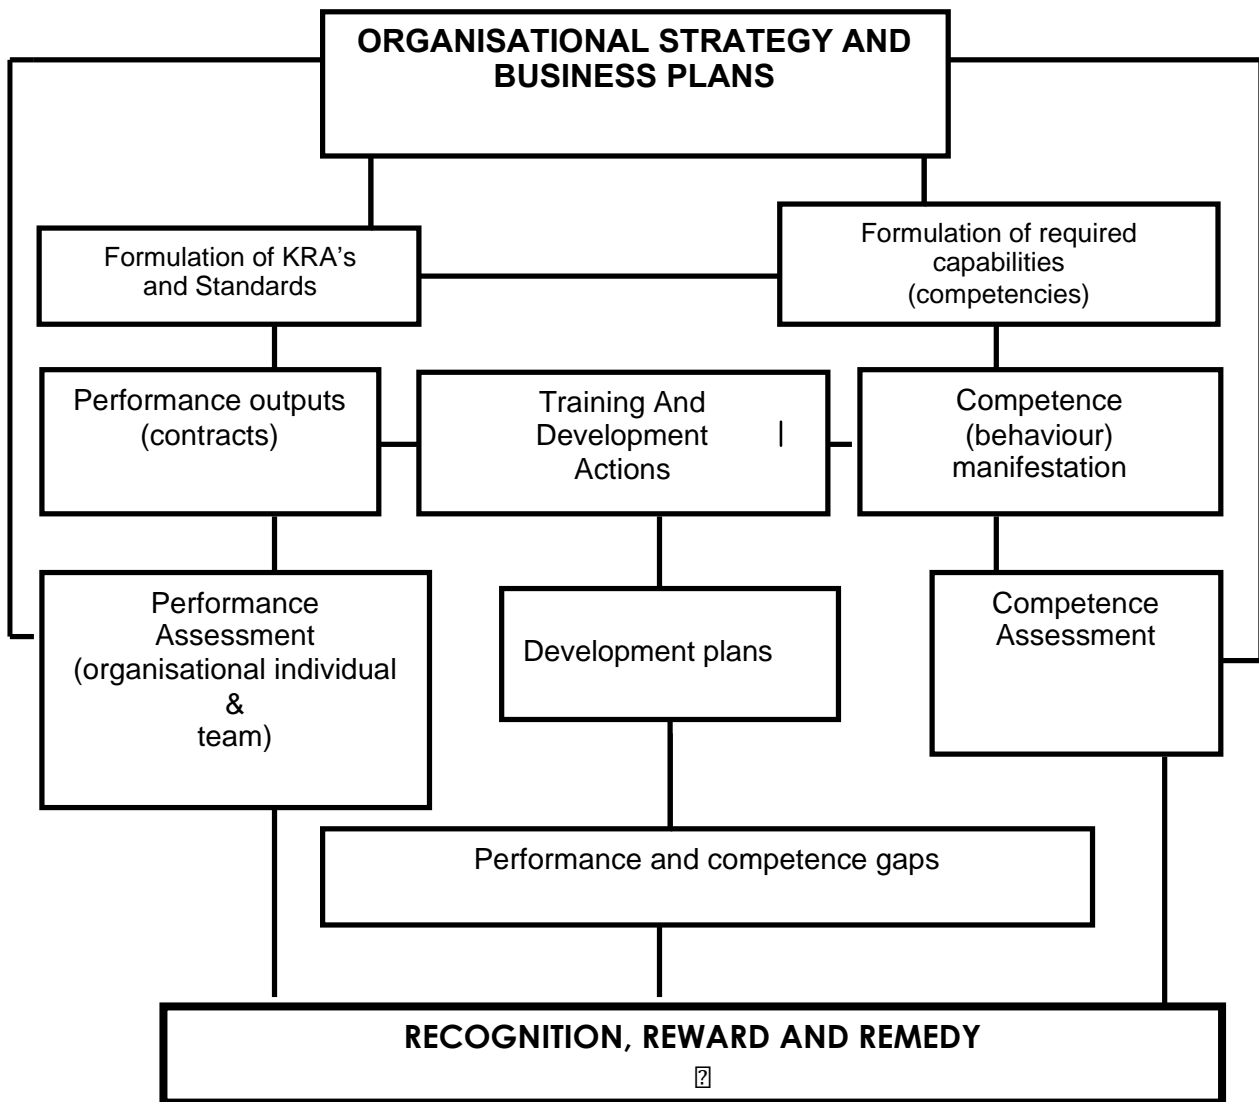 ORGANISATIONAL STRATEGY AND
BUSINESS PLANS
Formulation of KRA's
and Standards
Formulation of required
capabilities
(competencies)
Performance outputs
(contracts)
Training And
Development
Actions
Competence
(behaviour)
manifestation
Performance
Assessment
(organisational individual
&
team)
Development plans
Competence
Assessment
Performance and competence gaps
RECOGNITION, REWARD AND REMEDY